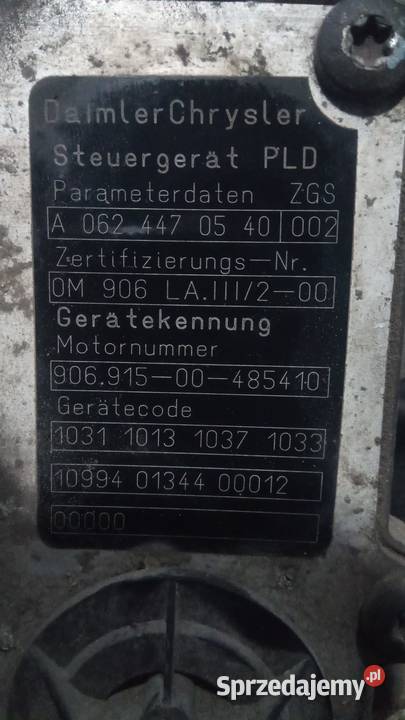 DaimlerChrysler
Steuergerät PLD
Parameterdaten ZGS
A 062 447 05 40 002
Zertifizierungs-Nr.
OM 906 LA.III/2-00
Gerätekennung
Motornummer
906.915-00-485410
Gerätecode
1031 1013 1037 1033
10994 01344 00012
00000
Sprzedajemy.pl